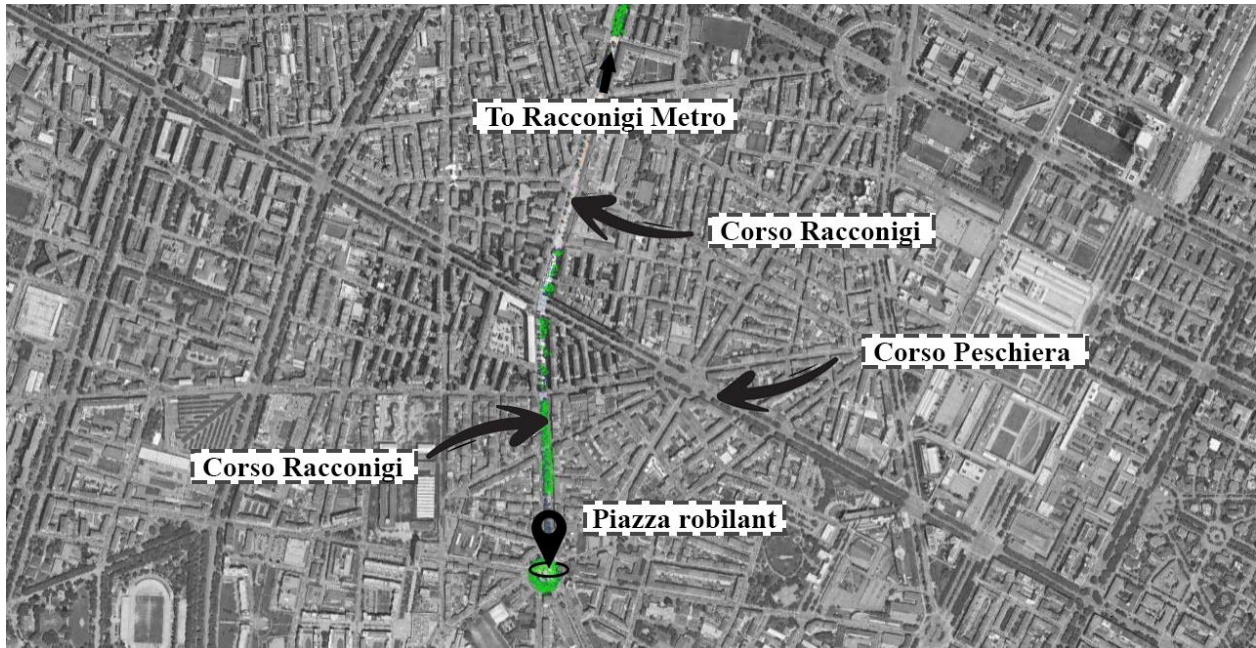 To Racconigi Metro
Corso Racconigi
Corso Peschiera
Corso Racconigi
Piazza robilant